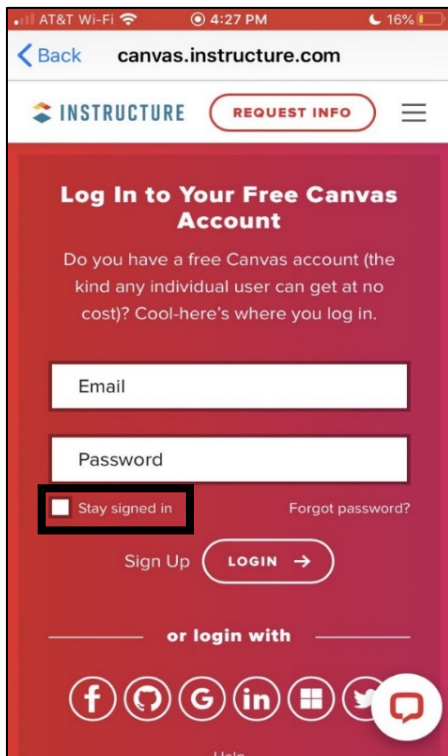 AT&T Wi-Fi 4:27 PM 16%
Back canvas.instructure.com
INSTRUCTURE REQUEST INFO
Log In to Your Free Canvas
Account
Do you have a free Canvas account (the
kind any individual user can get at no
cost)? Cool-here's where you log in.
Email
Password
Stay signed in Forgot password?
Sign Up LOGIN →
or login with
f G in
Help